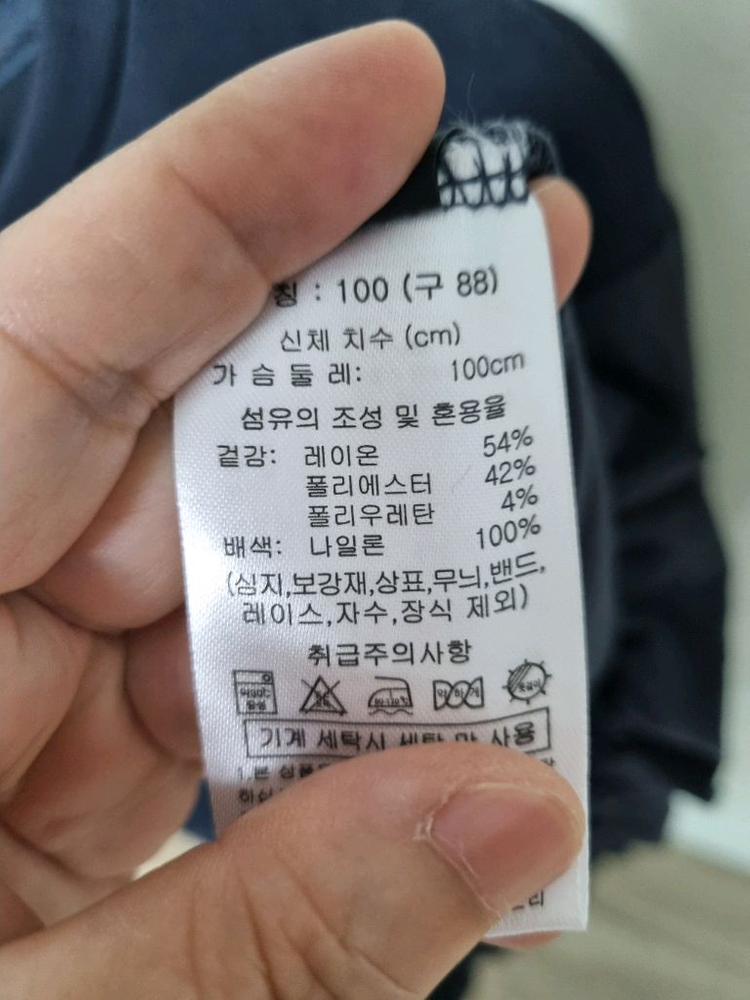 칭 : 100 (구 88)
신체 치수 (cm)
가 슴 둘 레: 100cm
섬유의 조성 및 혼용율
겉감: 레이온 54%
폴리에스터 42%
폴리우레탄 4%
배색: 나일론 100%
(심지,보강재,상표,무늬,밴드,
레이스,자수,장식 제외)
취급주의사항
약하게
기계 세탁시 세탁 망 사용